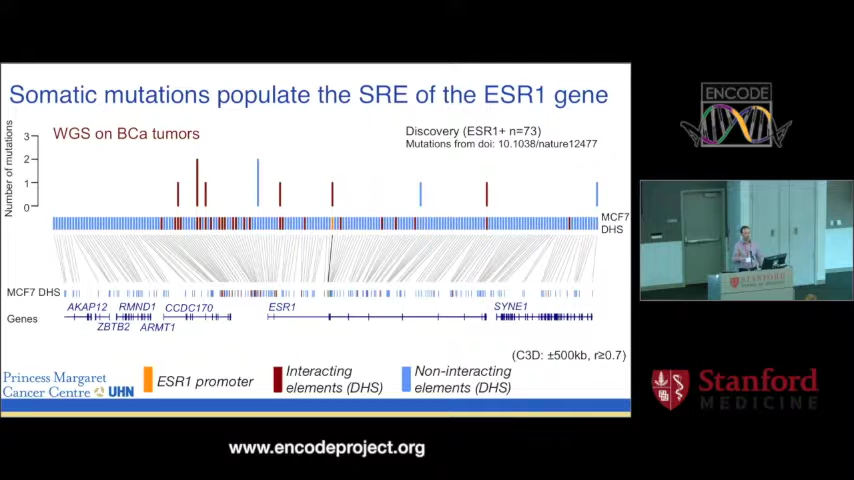 Somatic mutations populate the SRE of the ESR1 gene
WGS on BCa tumors
Discovery (ESR1+ n=73)
Mutations from doi: 10.1038/nature12477
Number of mutations
3
2
1
0
MCF7
DHS
MCF7 DHS
Genes
AKAP12
RMND1
CCDC170
ESR1
SYNE1
ZBTB2
ARMT1
(C3D: ±500kb, r≥0.7)
ESR1 promoter
Interacting
elements (DHS)
Non-interacting
elements (DHS)
Princess Margaret
Cancer Centre UHN
www.encodeproject.org
ENCODE
STANFORD
Stanford
MEDICINE